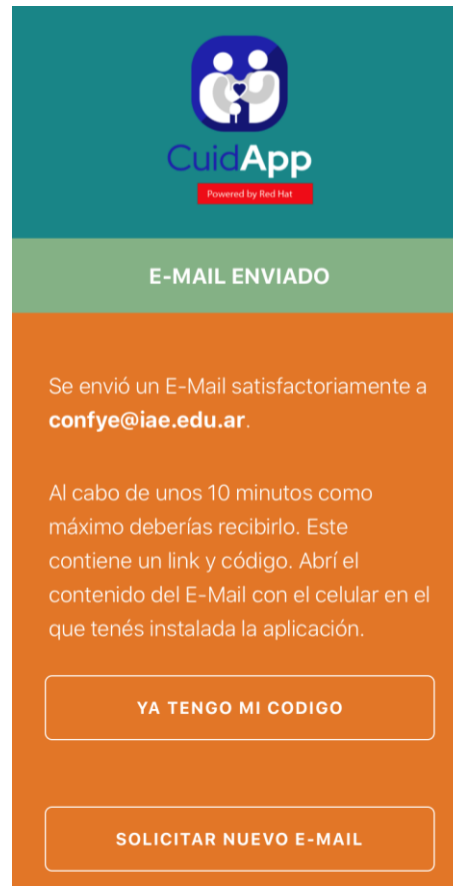 CuidApp
Powered by Red Hat
E-MAIL ENVIADO
Se envió un E-Mail satisfactoriamente a
confye@iae.edu.ar.
Al cabo de unos 10 minutos como
máximo deberías recibirlo. Este
contiene un link y código. Abrí el
contenido del E-Mail con el celular en el
que tenés instalada la aplicación.
YA TENGO MI CODIGO
SOLICITAR NUEVO E-MAIL